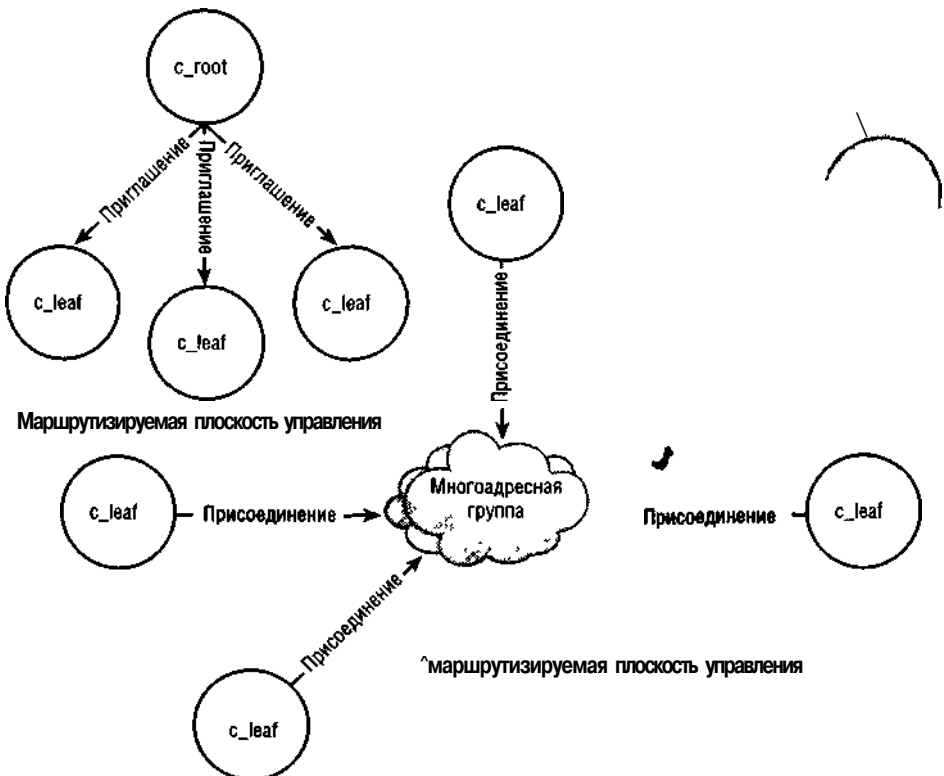 c_root
Приглашение
Приглашение
Приглашение
c_leaf
c_leaf
c_leaf
Маршрутизируемая плоскость управления
c_leaf
Присоединение
c_leaf
Присоединение
Многоадресная
группа
Присоединение
c_leaf
Присоединение
c_leaf
^маршрутизируемая плоскость управления